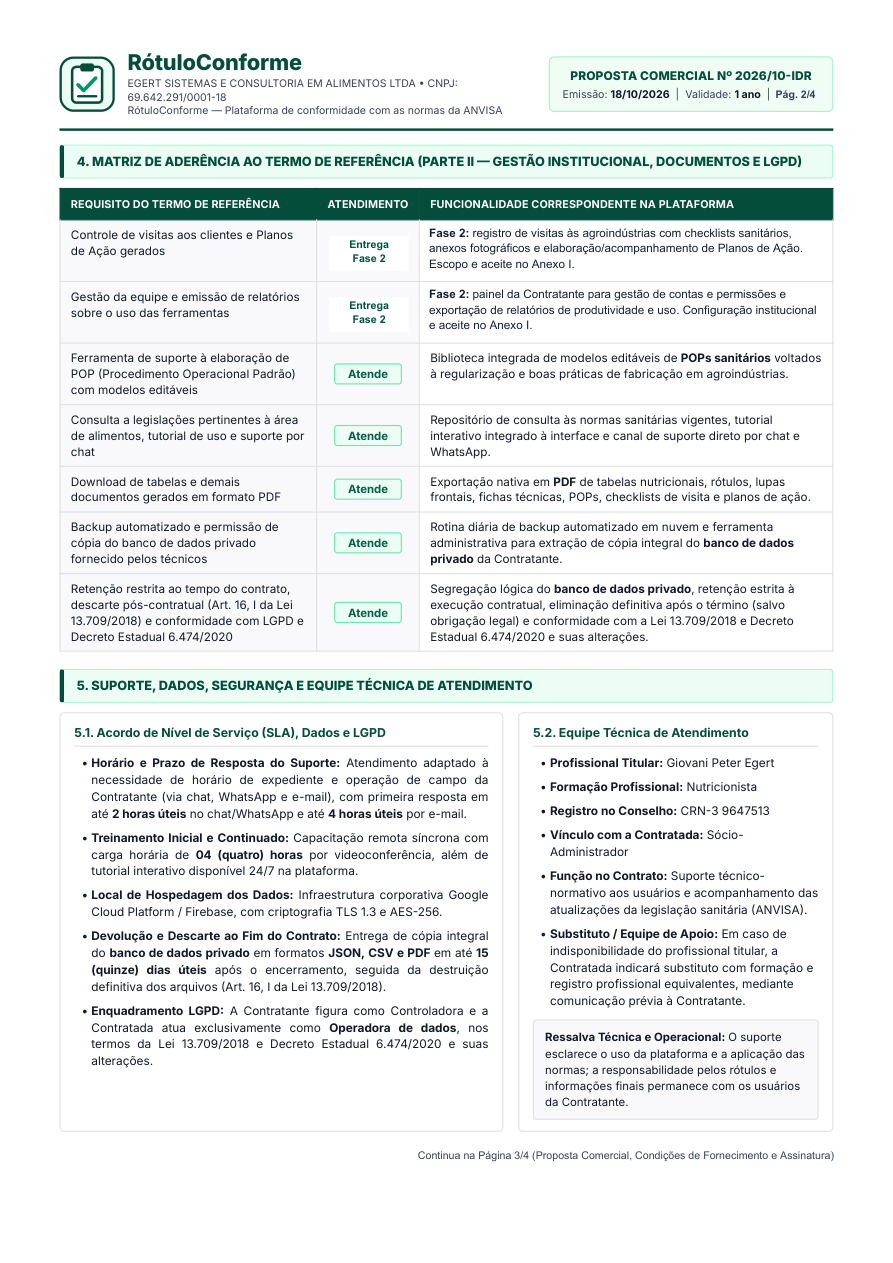 RótuloConforme
EGERT SISTEMAS E CONSULTORIA EM ALIMENTOS LTDA • CNPJ:
69.642.291/0001-18
RótuloConforme — Plataforma de conformidade com as normas da ANVISA
PROPOSTA COMERCIAL Nº 2026/10-IDR
Emissão: 18/10/2026 | Validade: 1 ano | Pág. 2/4
4. MATRIZ DE ADERÊNCIA AO TERMO DE REFERÊNCIA (PARTE II — GESTÃO INSTITUCIONAL, DOCUMENTOS E LGPD)
REQUISITO DO TERMO DE REFERÊNCIA ATENDIMENTO FUNCIONALIDADE CORRESPONDENTE NA PLATAFORMA
Controle de visitas aos clientes e Planos
de Ação gerados
Entrega
Fase 2
Fase 2: registro de visitas às agroindústrias com checklists sanitários,
anexos fotográficos e elaboração/acompanhamento de Planos de Ação.
Escopo e aceite no Anexo I.
Gestão da equipe e emissão de relatórios
sobre o uso das ferramentas
Entrega
Fase 2
Fase 2: painel da Contratante para gestão de contas e permissões e
exportação de relatórios de produtividade e uso. Configuração institucional
e aceite no Anexo I.
Ferramenta de suporte à elaboração de
POP (Procedimento Operacional Padrão)
com modelos editáveis
Atende
Biblioteca integrada de modelos editáveis de POPs sanitários voltados
à regularização e boas práticas de fabricação em agroindústrias.
Consulta a legislações pertinentes à área
de alimentos, tutorial de uso e suporte por
chat
Atende
Repositório de consulta às normas sanitárias vigentes, tutorial
interativo integrado à interface e canal de suporte direto por chat e
WhatsApp.
Download de tabelas e demais
documentos gerados em formato PDF
Atende
Exportação nativa em PDF de tabelas nutricionais, rótulos, lupas
frontais, fichas técnicas, POPs, checklists de visita e planos de ação.
Backup automatizado e permissão de
cópia do banco de dados privado
fornecido pelos técnicos
Atende
Rotina diária de backup automatizado em nuvem e ferramenta
administrativa para extração de cópia integral do banco de dados
privado da Contratante.
Retenção restrita ao tempo do contrato,
descarte pós-contratual (Art. 16, I da Lei
13.709/2018) e conformidade com LGPD e
Decreto Estadual 6.474/2020
Atende
Segregação lógica do banco de dados privado, retenção estrita à
execução contratual, eliminação definitiva após o término (salvo
obrigação legal) e conformidade com a Lei 13.709/2018 e Decreto
Estadual 6.474/2020 e suas alterações.
5. SUPORTE, DADOS, SEGURANÇA E EQUIPE TÉCNICA DE ATENDIMENTO
5.1. Acordo de Nível de Serviço (SLA), Dados e LGPD
• Horário e Prazo de Resposta do Suporte: Atendimento adaptado à
necessidade de horário de expediente e operação de campo da
Contratante (via chat, WhatsApp e e-mail), com primeira resposta em
até 2 horas úteis no chat/WhatsApp e até 4 horas úteis por e-mail.
• Treinamento Inicial e Continuado: Capacitação remota síncrona com
carga horária de 04 (quatro) horas por videoconferência, além de
tutorial interativo disponível 24/7 na plataforma.
• Local de Hospedagem dos Dados: Infraestrutura corporativa Google
Cloud Platform / Firebase, com criptografia TLS 1.3 e AES-256.
• Devolução e Descarte ao Fim do Contrato: Entrega de cópia integral
do banco de dados privado em formatos JSON, CSV e PDF em até 15
(quinze) dias úteis após o encerramento, seguida da destruição
definitiva dos arquivos (Art. 16, I da Lei 13.709/2018).
• Enquadramento LGPD: A Contratante figura como Controladora e a
Contratada atua exclusivamente como Operadora de dados, nos
termos da Lei 13.709/2018 e Decreto Estadual 6.474/2020 e suas
alterações.
5.2. Equipe Técnica de Atendimento
• Profissional Titular: Giovani Peter Egert
• Formação Profissional: Nutricionista
• Registro no Conselho: CRN-3 9647513
• Vínculo com a Contratada: Sócio-
Administrador
• Função no Contrato: Suporte técnico-
normativo aos usuários e acompanhamento das
atualizações da legislação sanitária (ANVISA).
• Substituto / Equipe de Apoio: Em caso de
indisponibilidade do profissional titular, a
Contratada indicará substituto com formação e
registro profissional equivalentes, mediante
comunicação prévia à Contratante.
Ressalva Técnica e Operacional: O suporte
esclarece o uso da plataforma e a aplicação das
normas; a responsabilidade pelos rótulos e
informações finais permanece com os usuários
da Contratante.
Continua na Página 3/4 (Proposta Comercial, Condições de Fornecimento e Assinatura)